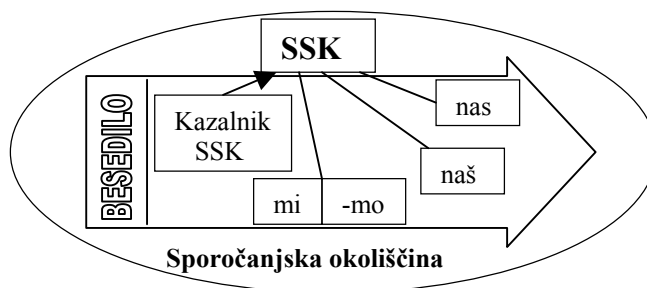 SSK
BESEDILO
Kazalnik
SSK
nas
naš
mi
-mo
Sporočanjska okoliščina